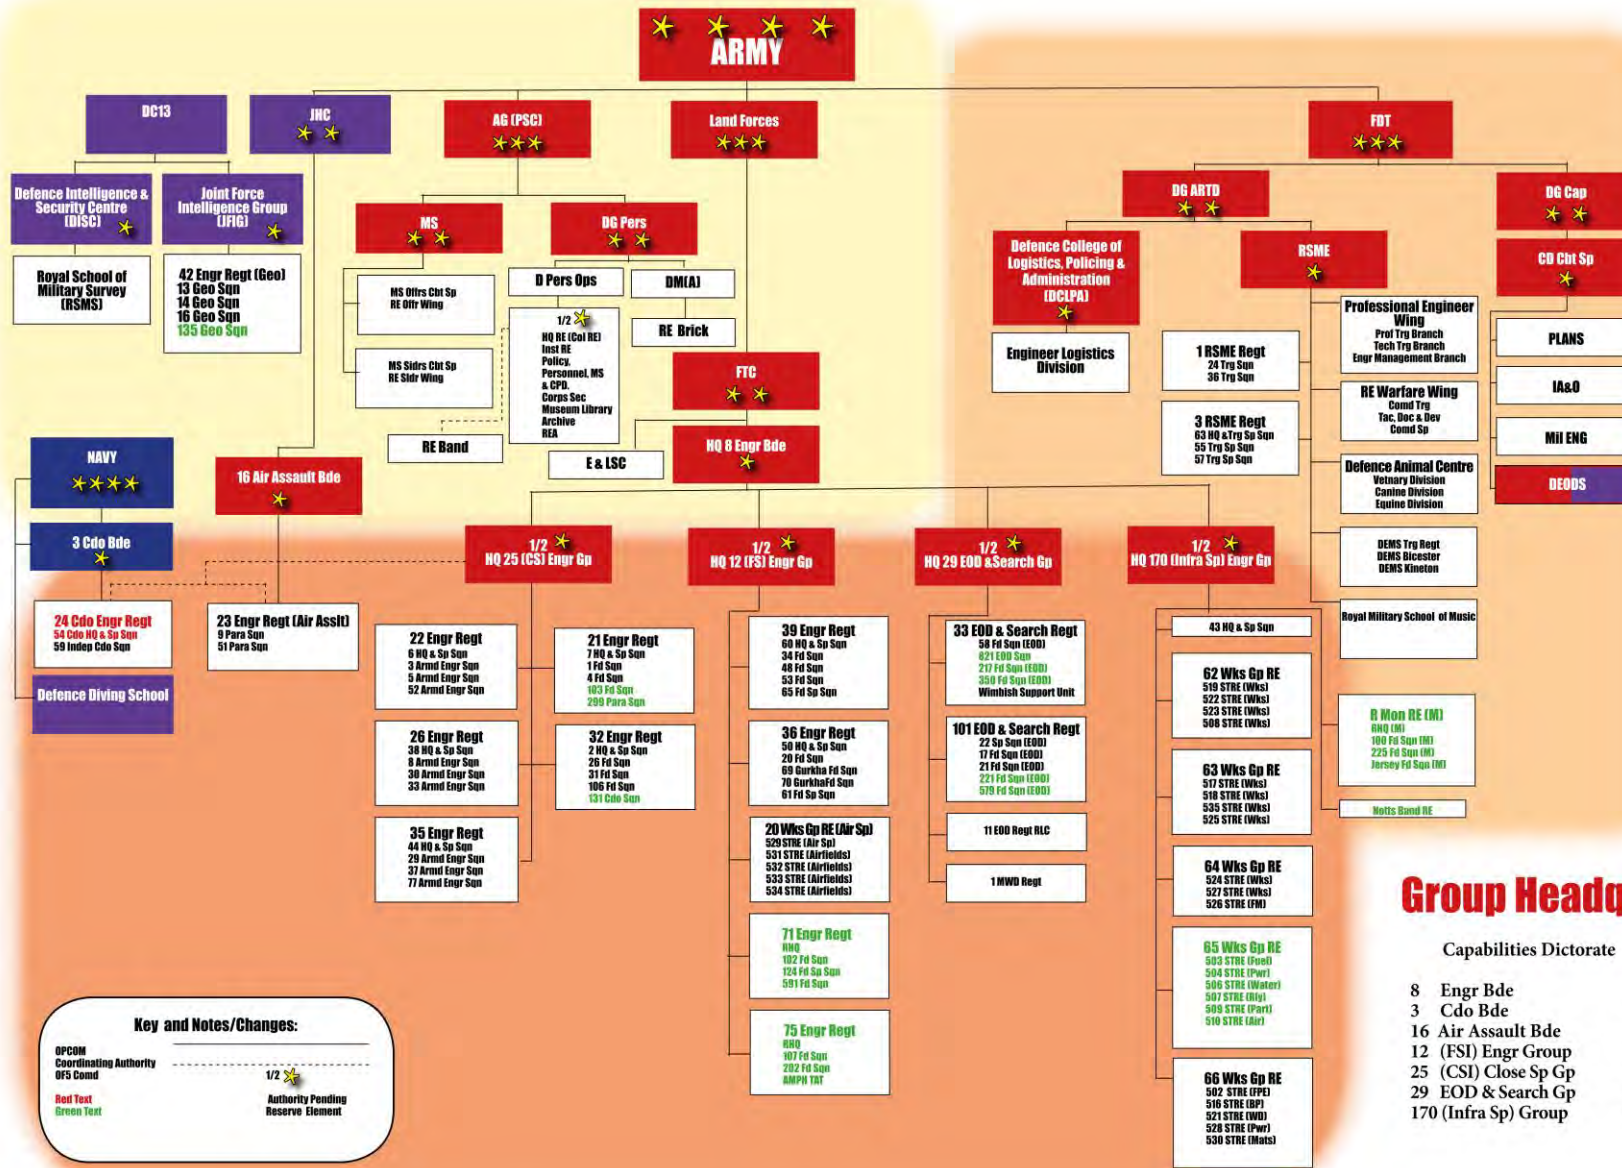 ARMY
DC13
JHC
AG (PSC)
Land Forces
FDT
Defence Intelligence &
Security Centre
(DISC)
Joint Force
Intelligence Group
(JFIG)
MS
DG Pers
DG ARTD
DG Cap
Royal School of
Military Survey
(RSMS)
42 Engr Regt (Geo)
13 Geo Sqn
14 Geo Sqn
16 Geo Sqn
135 Geo Sqn
MS Offrs Cbt Sp
RE Offr Wing
MS Sldrs Cbt Sp
RE Sldr Wing
D Pers Ops
DM(A)
1/2
HQ RE (Col RE)
Inst RE
Policy,
Personnel, MS
& CPD.
Corps Sec
Museum Library
Archive
REA
RE Brick
RE Band
FTC
E & LSC
HQ 8 Engr Bde
Defence College of
Logistics, Policing &
Administration
(DCLPA)
Engineer Logistics
Division
RSME
CD Cbt Sp
1 RSME Regt
24 Trg Sqn
36 Trg Sqn
3 RSME Regt
63 HQ &Trg Sp Sqn
55 Trg Sp Sqn
57 Trg Sp Sqn
Professional Engineer
Wing
Prof Trg Branch
Tech Trg Branch
Engr Management Branch
RE Warfare Wing
Comd Trg
Tac, Doc & Dev
Comd Sp
Defence Animal Centre
Vetnary Division
Canine Division
Equine Division
DEMS Trg Regt
DEMS Bicester
DEMS Kineton
Royal Military School of Music
PLANS
IA&O
Mil ENG
DEODS
NAVY
3 Cdo Bde
16 Air Assault Bde
24 Cdo Engr Regt
54 Cdo HQ & Sp Sqn
59 Indep Cdo Sqn
Defence Diving School
23 Engr Regt (Air Asslt)
9 Para Sqn
51 Para Sqn
1/2
HQ 25 (CS) Engr Gp
1/2
HQ 12 (FS) Engr Gp
1/2
HQ 29 EOD &Search Gp
1/2
HQ 170 (Infra Sp) Engr Gp
22 Engr Regt
6 HQ & Sp Sqn
3 Armd Engr Sqn
5 Armd Engr Sqn
52 Armd Engr Sqn
21 Engr Regt
7 HQ & Sp Sqn
1 Fd Sqn
4 Fd Sqn
103 Fd Sqn
299 Para Sqn
26 Engr Regt
38 HQ & Sp Sqn
8 Armd Engr Sqn
30 Armd Engr Sqn
33 Armd Engr Sqn
32 Engr Regt
2 HQ & Sp Sqn
26 Fd Sqn
31 Fd Sqn
106 Fd Sqn
131 Cdo Sqn
35 Engr Regt
44 HQ & Sp Sqn
29 Armd Engr Sqn
37 Armd Engr Sqn
77 Armd Engr Sqn
39 Engr Regt
60 HQ & Sp Sqn
34 Fd Sqn
48 Fd Sqn
53 Fd Sqn
65 Fd Sp Sqn
36 Engr Regt
50 HQ & Sp Sqn
20 Fd Sqn
69 Gurkha Fd Sqn
70 GurkhaFd Sqn
61 Fd Sp Sqn
20 Wks Gp RE (Air Sp)
529 STRE (Air Sp)
531 STRE (Airfields)
532 STRE (Airfields)
533 STRE (Airfields)
534 STRE (Airfields)
71 Engr Regt
RHQ
102 Fd Sqn
124 Fd Sp Sqn
591 Fd Sqn
75 Engr Regt
RHQ
107 Fd Sqn
202 Fd Sqn
AMPH TAT
33 EOD & Search Regt
58 Fd Sqn (EOD)
821 EOD Sqn
217 Fd Sqn (EOD)
350 Fd Sqn (EOD)
Wimbish Support Unit
101 EOD & Search Regt
22 Sp Sqn (EOD)
17 Fd Sqn (EOD)
21 Fd Sqn (EOD)
221 Fd Sqn (EOD)
579 Fd Sqn (EOD)
11 EOD Regt RLC
1 MWD Regt
43 HQ & Sp Sqn
62 Wks Gp RE
519 STRE (Wks)
522 STRE (Wks)
523 STRE (Wks)
508 STRE (Wks)
63 Wks Gp RE
517 STRE (Wks)
518 STRE (Wks)
535 STRE (Wks)
525 STRE (Wks)
64 Wks Gp RE
524 STRE (Wks)
527 STRE (Wks)
526 STRE (FM)
65 Wks Gp RE
503 STRE (Fuel)
504 STRE (Pwr)
506 STRE (Water)
507 STRE (Rly)
509 STRE (Part)
510 STRE (Air)
66 Wks Gp RE
502 STRE (FPE)
516 STRE (BP)
521 STRE (WD)
528 STRE (Pwr)
530 STRE (Mats)
R Mon RE (M)
RHQ (M)
100 Fd Sqn (M)
225 Fd Sqn (M)
Jersey Fd Sqn (M)
Notts Band RE
Key and Notes/Changes:
OPCOM
Coordinating Authority
OF5 Comd 1/2
Red Text Authority Pending
Green Text Reserve Element
Group Headq
Capabilities Dictorate
8 Engr Bde
3 Cdo Bde
16 Air Assault Bde
12 (FSI) Engr Group
25 (CSI) Close Sp Gp
29 EOD & Search Gp
170 (Infra Sp) Group